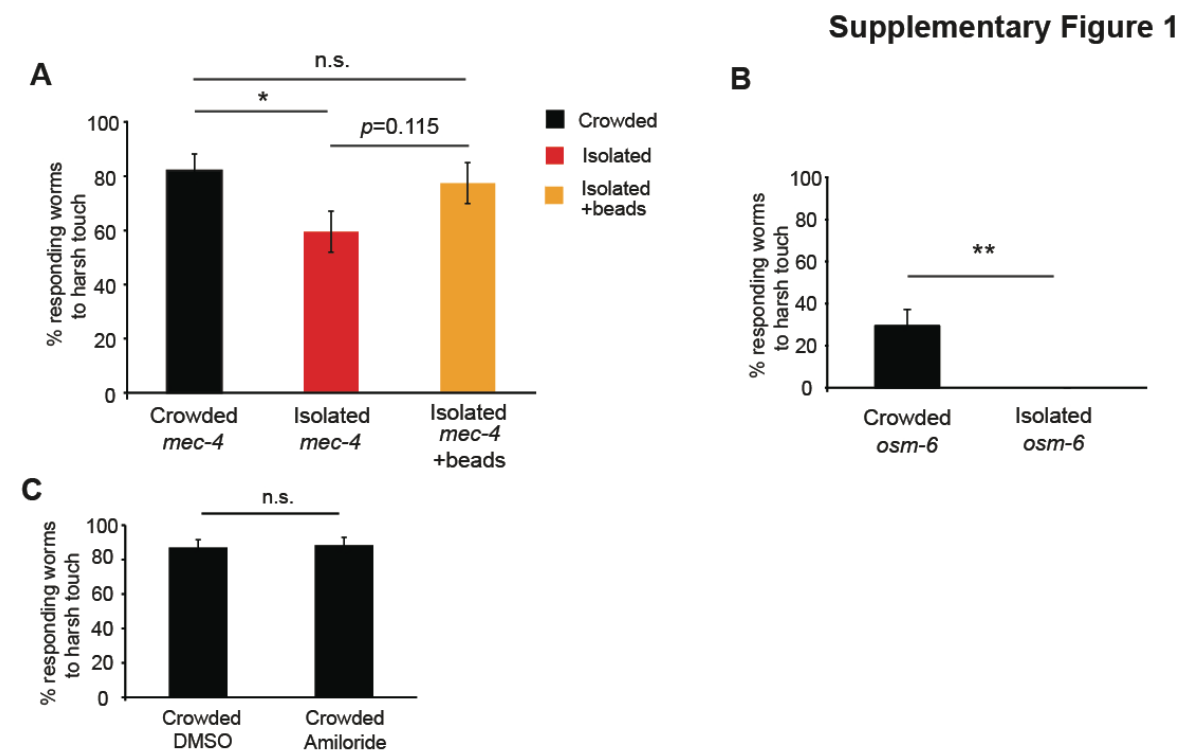 Supplementary Figure 1
A
n.s.
*
p=0.115
% responding worms
to harsh touch
100
80
60
40
20
0
Crowded
mec-4
Isolated
mec-4
Isolated
mec-4
+beads
Crowded
Isolated
Isolated
+beads
B
% responding worms
to harsh touch
100
80
60
40
20
0
**
Crowded
osm-6
Isolated
osm-6
C
n.s.
% responding worms
to harsh touch
100
80
60
40
20
0
Crowded
DMSO
Crowded
Amiloride